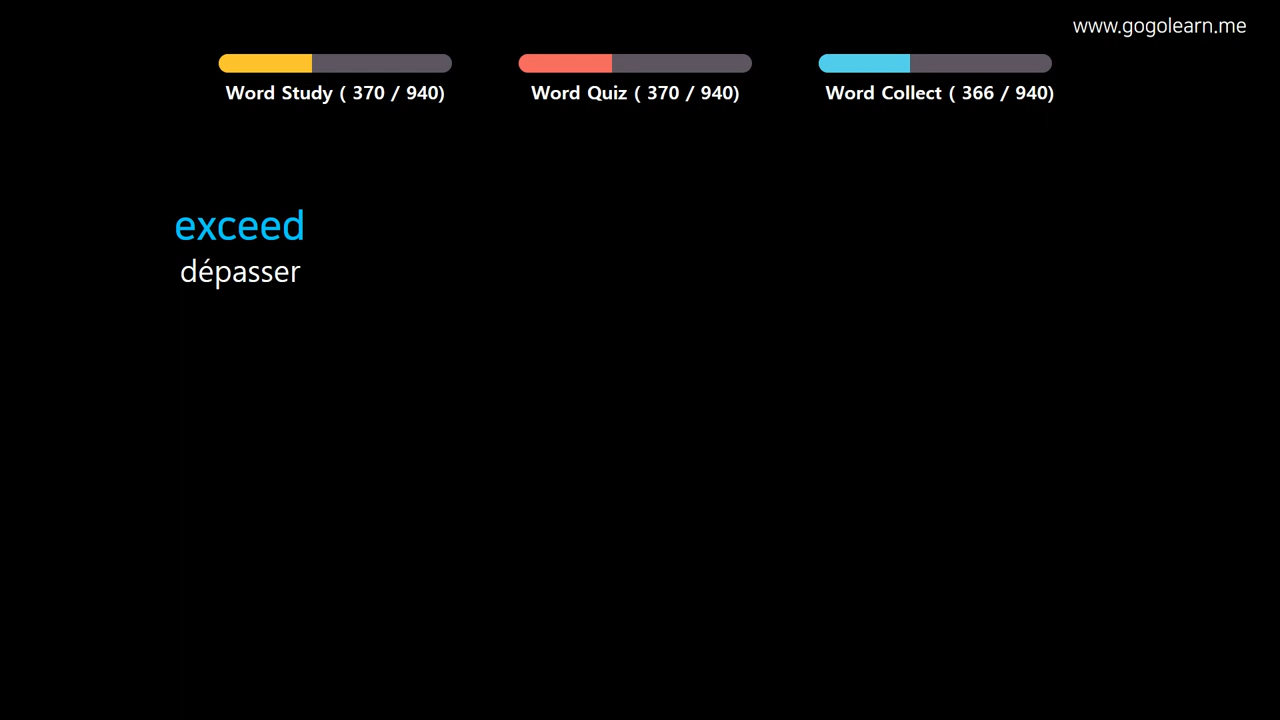 www.gogolearn.me
Word Study ( 370 / 940)
Word Quiz ( 370 / 940)
Word Collect ( 366 / 940)
exceed
dépasser